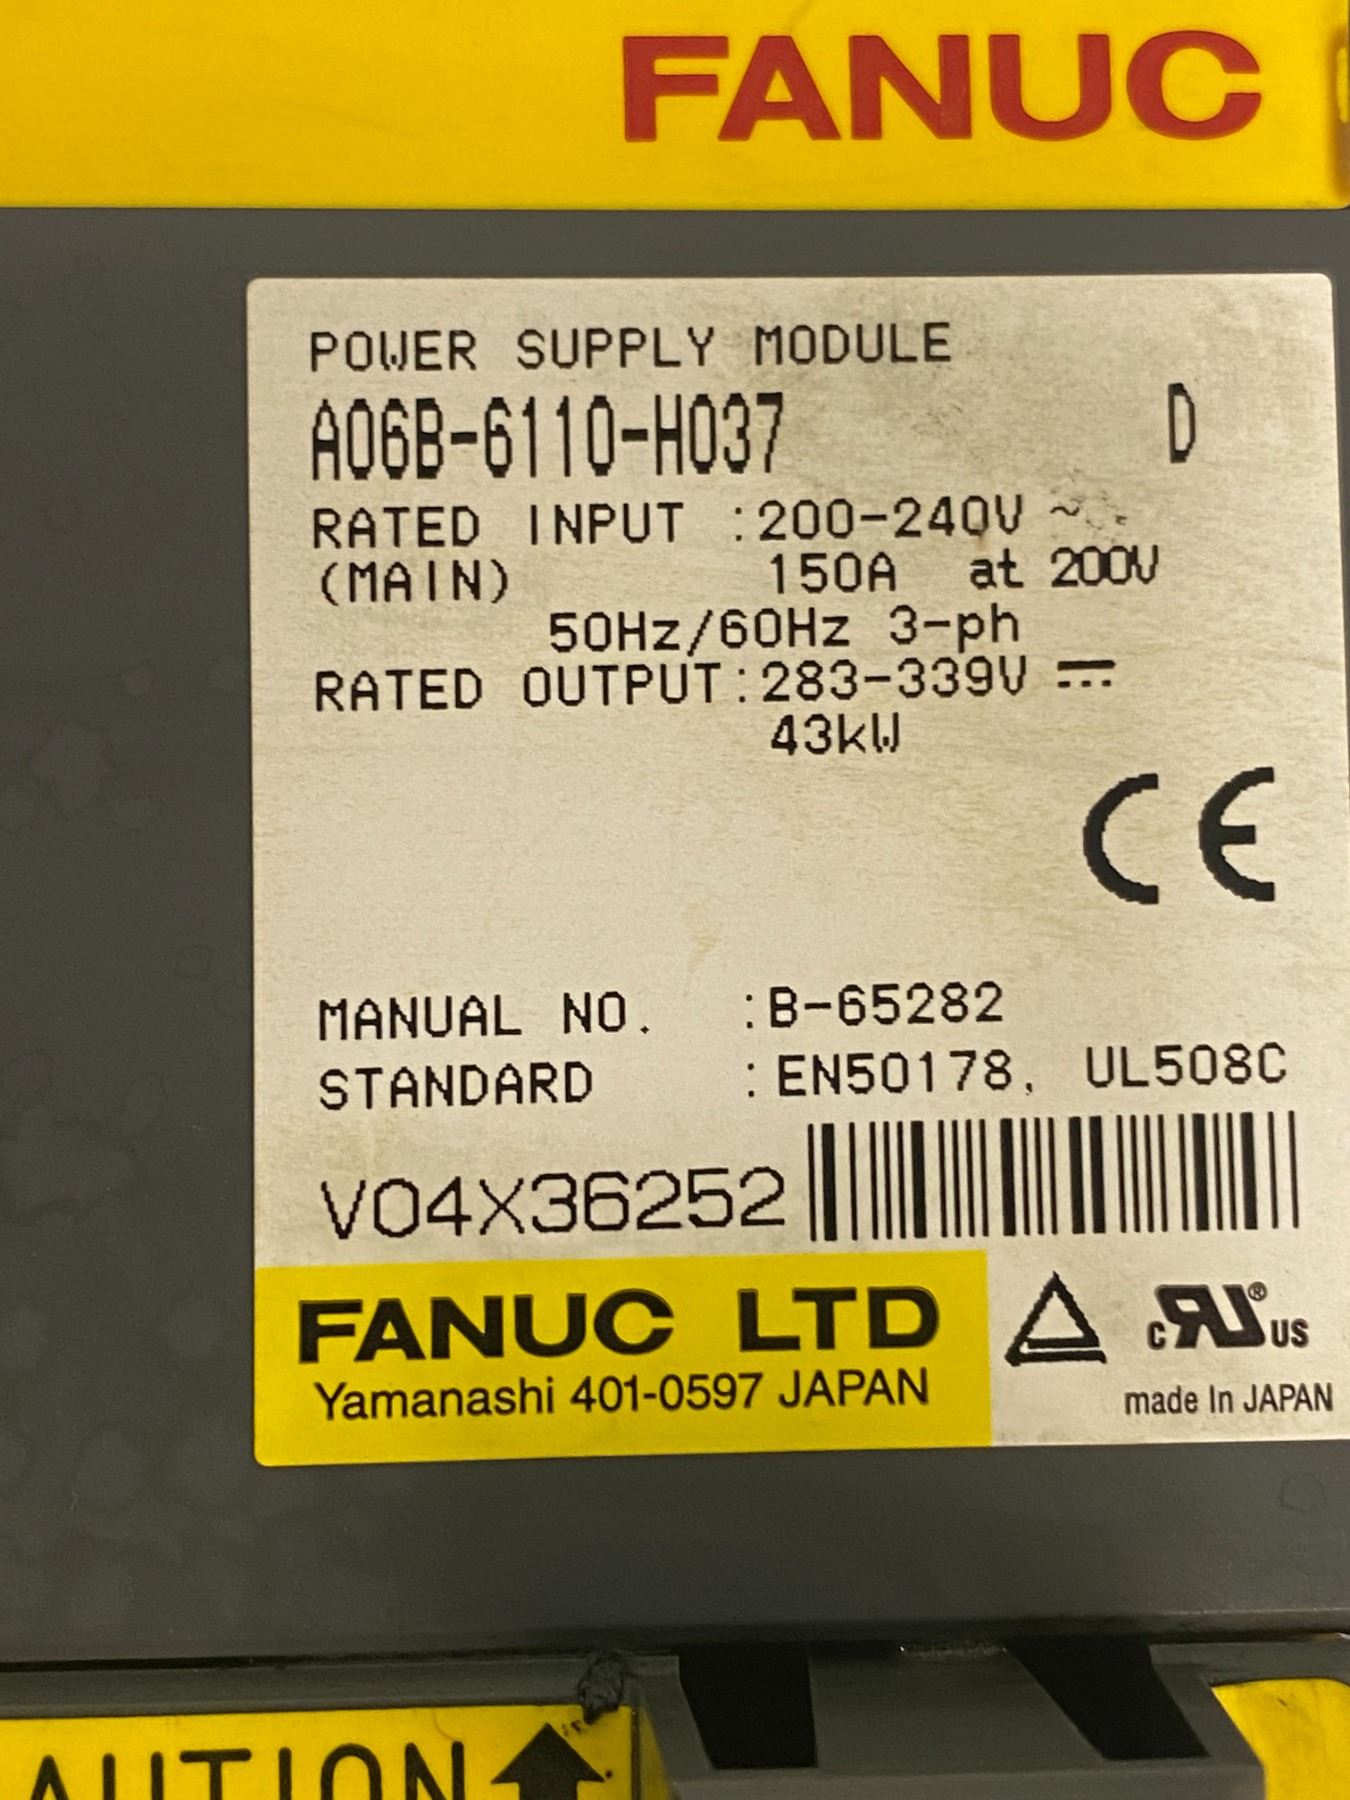 FANUC
POWER SUPPLY MODULE
A06B-6110-H037 D
RATED INPUT :200-240V ~
(MAIN) 150A at 200V
50Hz/60Hz 3-ph
RATED OUTPUT:283-339V ⎓
43kW
CE
MANUAL NO. :B-65282
STANDARD :EN50178, UL508C
V04X36252
FANUC LTD
Yamanashi 401-0597 JAPAN
c RU ® US
made In JAPAN
AUTION